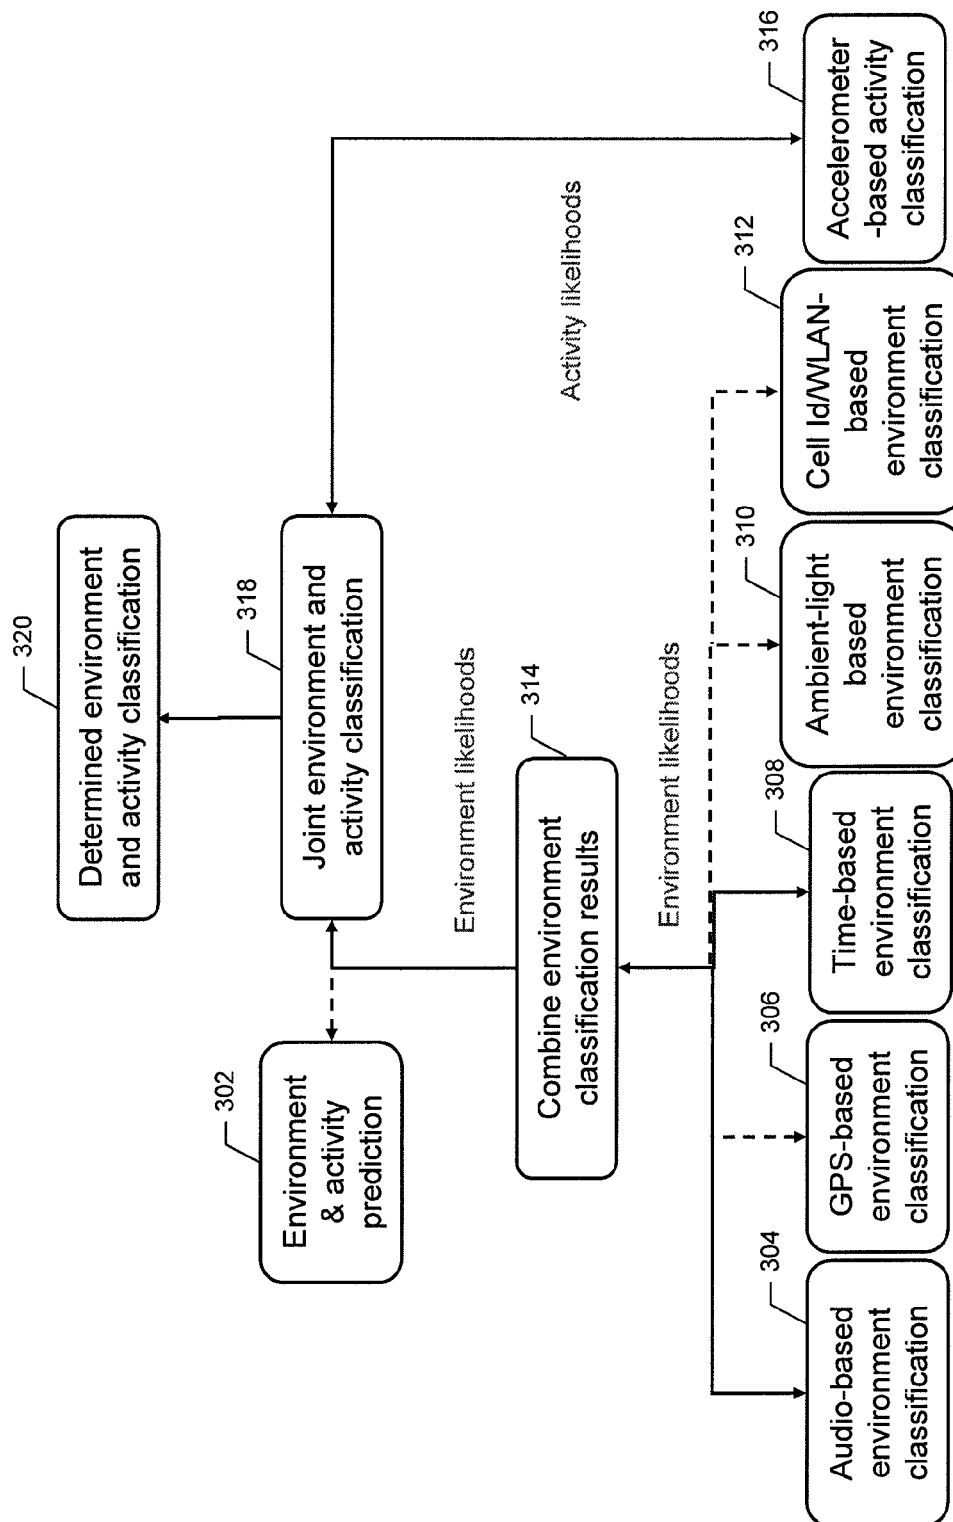 320
Determined environment
and activity classification
318
Joint environment and
activity classification
302
Environment
& activity
prediction
Environment likelihoods
Activity likelihoods
314
Combine environment
classification results
Environment likelihoods
304
Audio-based
environment
classification
306
GPS-based
environment
classification
308
Time-based
environment
classification
310
Ambient-light
based
environment
classification
312
Cell Id/WLAN-
based
environment
classification
316
Accelerometer
-based activity
classification